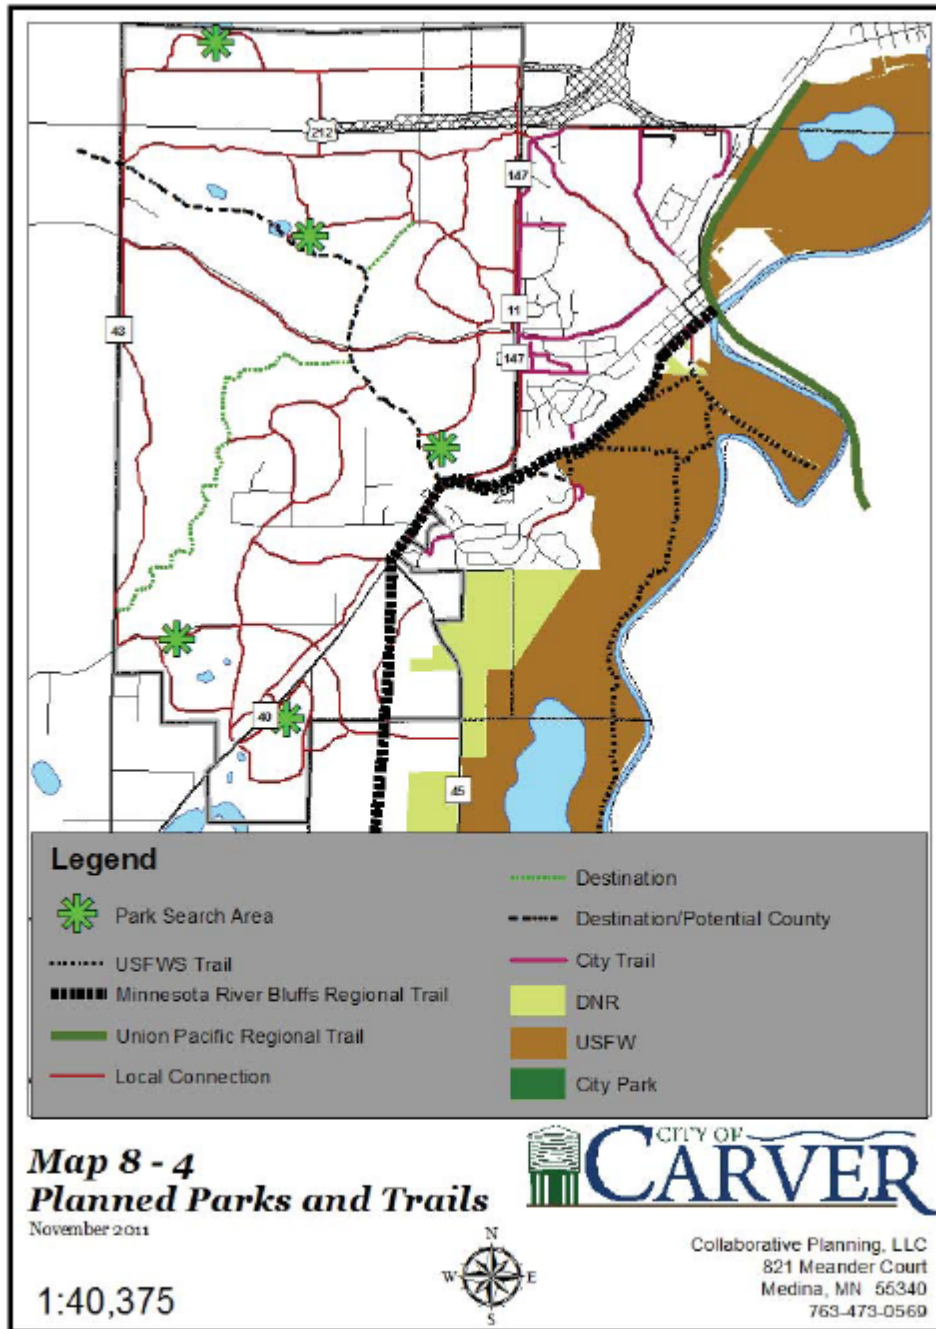 212
147
43
11
147
40
45
Legend
Park Search Area
USFWS Trail
Minnesota River Bluffs Regional Trail
Union Pacific Regional Trail
Local Connection
Destination
Destination/Potential County
City Trail
DNR
USFW
City Park
Map 8 - 4
Planned Parks and Trails
November 2011
1:40,375
N
W E
S
CITY OF
CARVER
Collaborative Planning, LLC
821 Meander Court
Medina, MN 55340
763-473-0569